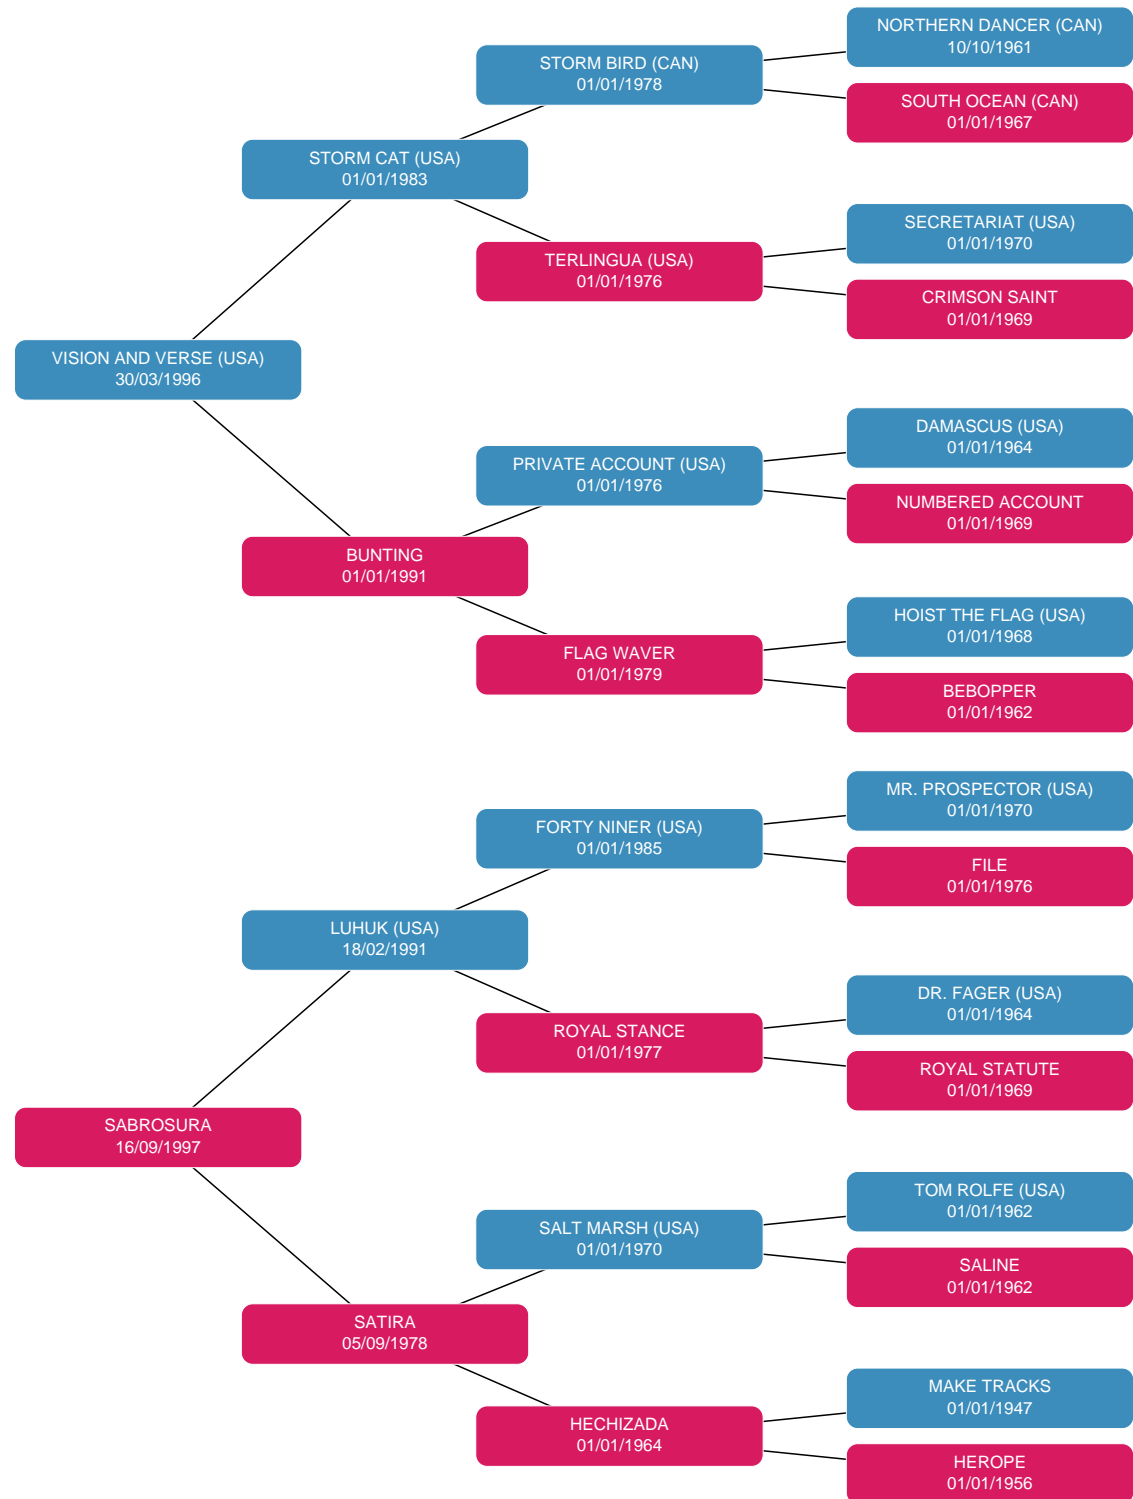 NORTHERN DANCER (CAN)
10/10/1961
STORM BIRD (CAN)
01/01/1978
SOUTH OCEAN (CAN)
01/01/1967
STORM CAT (USA)
01/01/1983
SECRETARIAT (USA)
01/01/1970
TERLINGUA (USA)
01/01/1976
CRIMSON SAINT
01/01/1969
VISION AND VERSE (USA)
30/03/1996
DAMASCUS (USA)
01/01/1964
PRIVATE ACCOUNT (USA)
01/01/1976
NUMBERED ACCOUNT
01/01/1969
BUNTING
01/01/1991
HOIST THE FLAG (USA)
01/01/1968
FLAG WAVER
01/01/1979
BEBOPPER
01/01/1962
MR. PROSPECTOR (USA)
01/01/1970
FORTY NINER (USA)
01/01/1985
FILE
01/01/1976
LUHUK (USA)
18/02/1991
DR. FAGER (USA)
01/01/1964
ROYAL STANCE
01/01/1977
ROYAL STATUTE
01/01/1969
SABROSURA
16/09/1997
TOM ROLFE (USA)
01/01/1962
SALT MARSH (USA)
01/01/1970
SALINE
01/01/1962
SATIRA
05/09/1978
MAKE TRACKS
01/01/1947
HECHIZADA
01/01/1964
HEROPE
01/01/1956